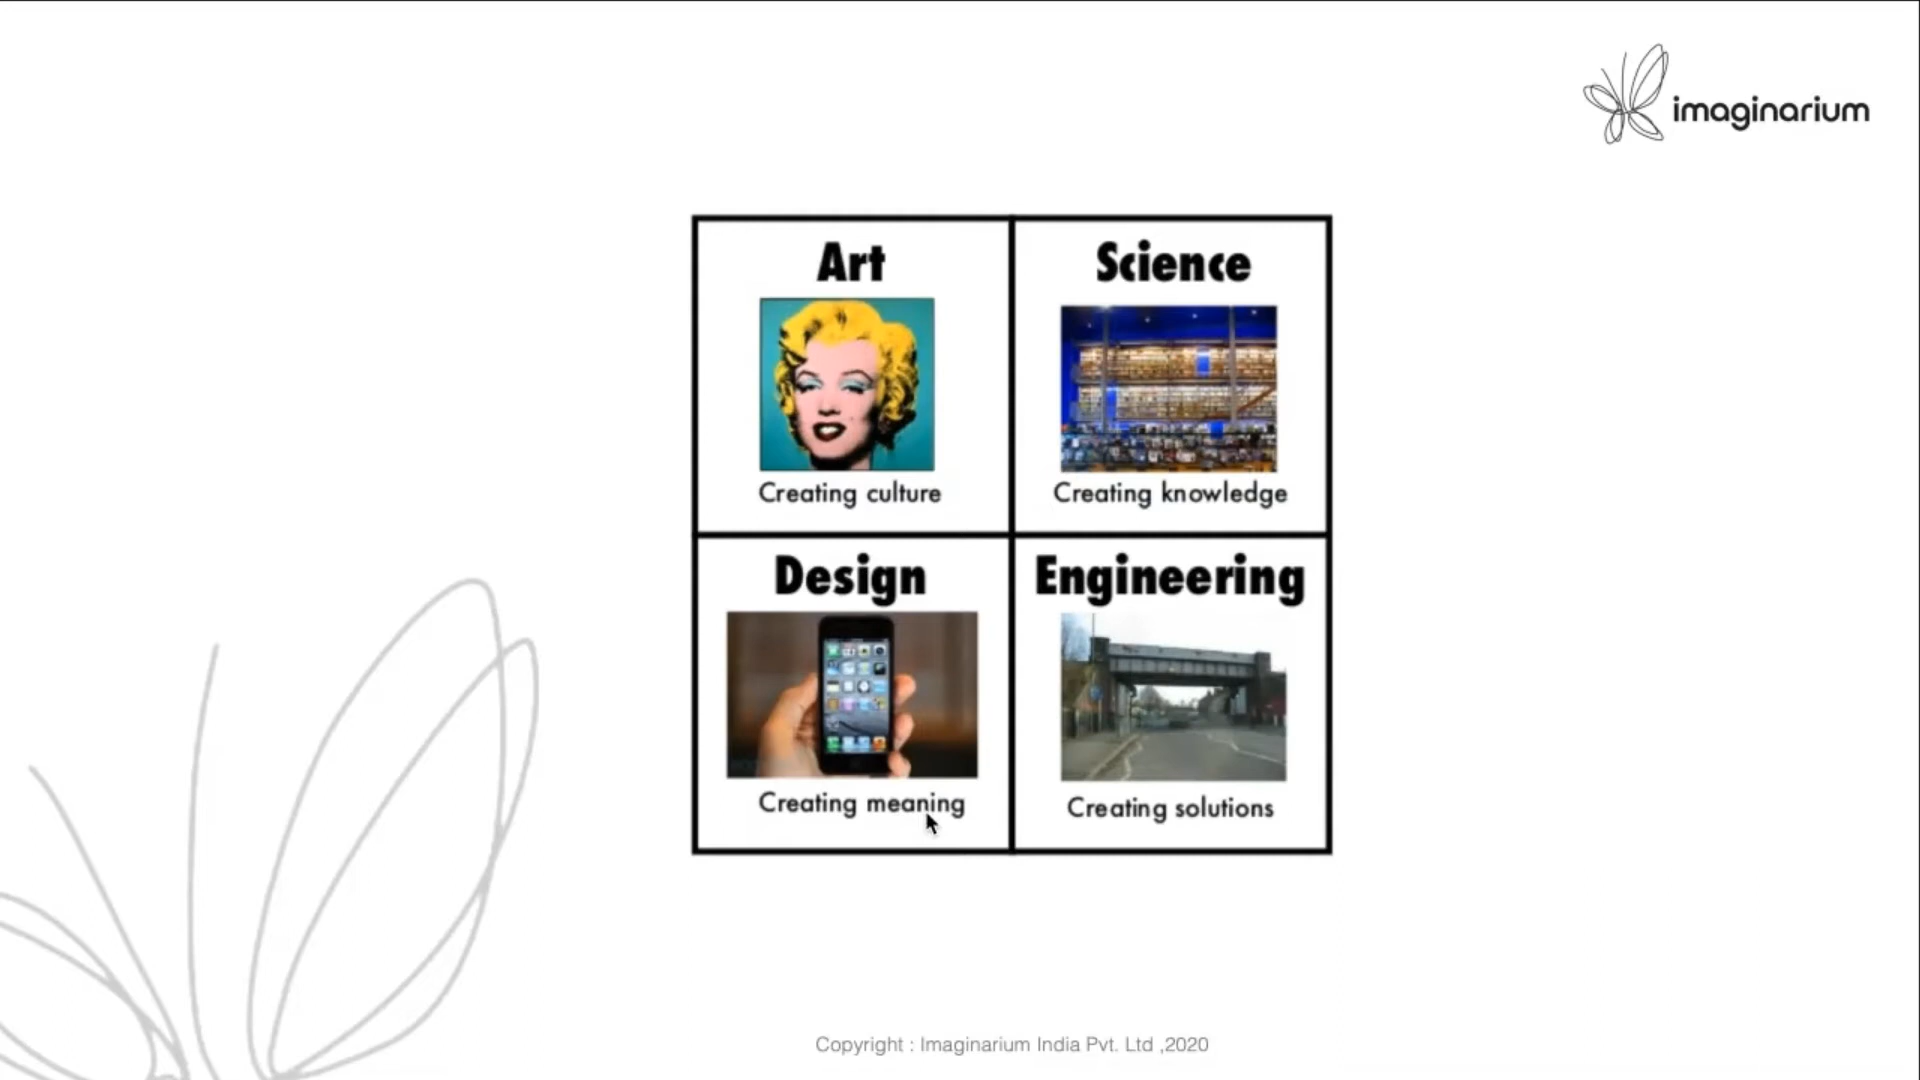 imaginarium
Art
Science
Creating culture
Creating knowledge
Design
Engineering
Creating meaning
Creating solutions
Copyright : Imaginarium India Pvt. Ltd ,2020